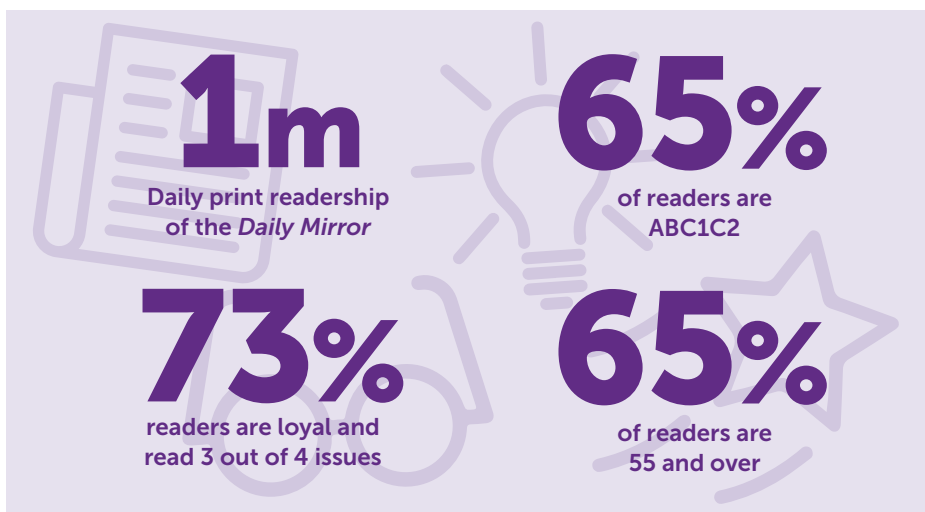 1m
Daily print readership
of the Daily Mirror
65%
of readers are
ABC1C2
73%
readers are loyal and
read 3 out of 4 issues
65%
of readers are
55 and over